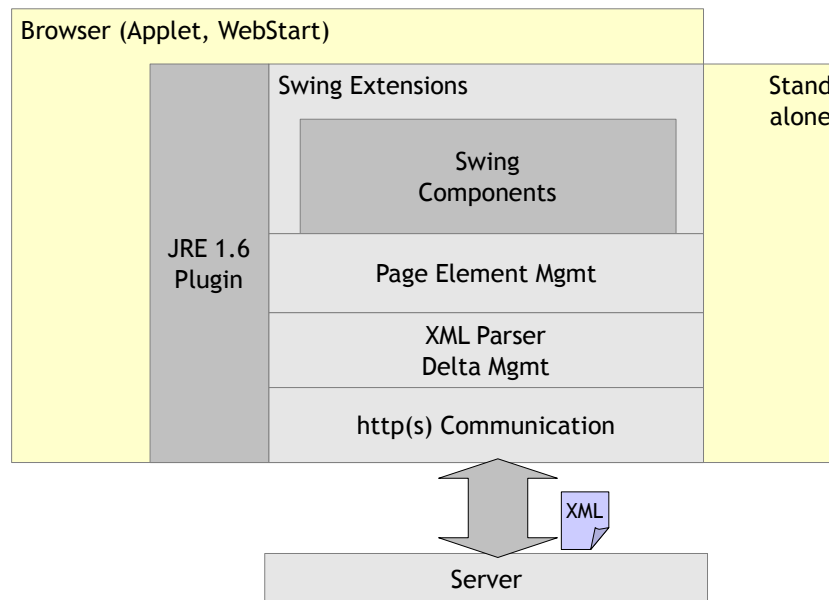 Browser (Applet, WebStart)
Swing Extensions
Stand
alone
Swing
Components
JRE 1.6
Plugin
Page Element Mgmt
XML Parser
Delta Mgmt
http(s) Communication
XML
Server